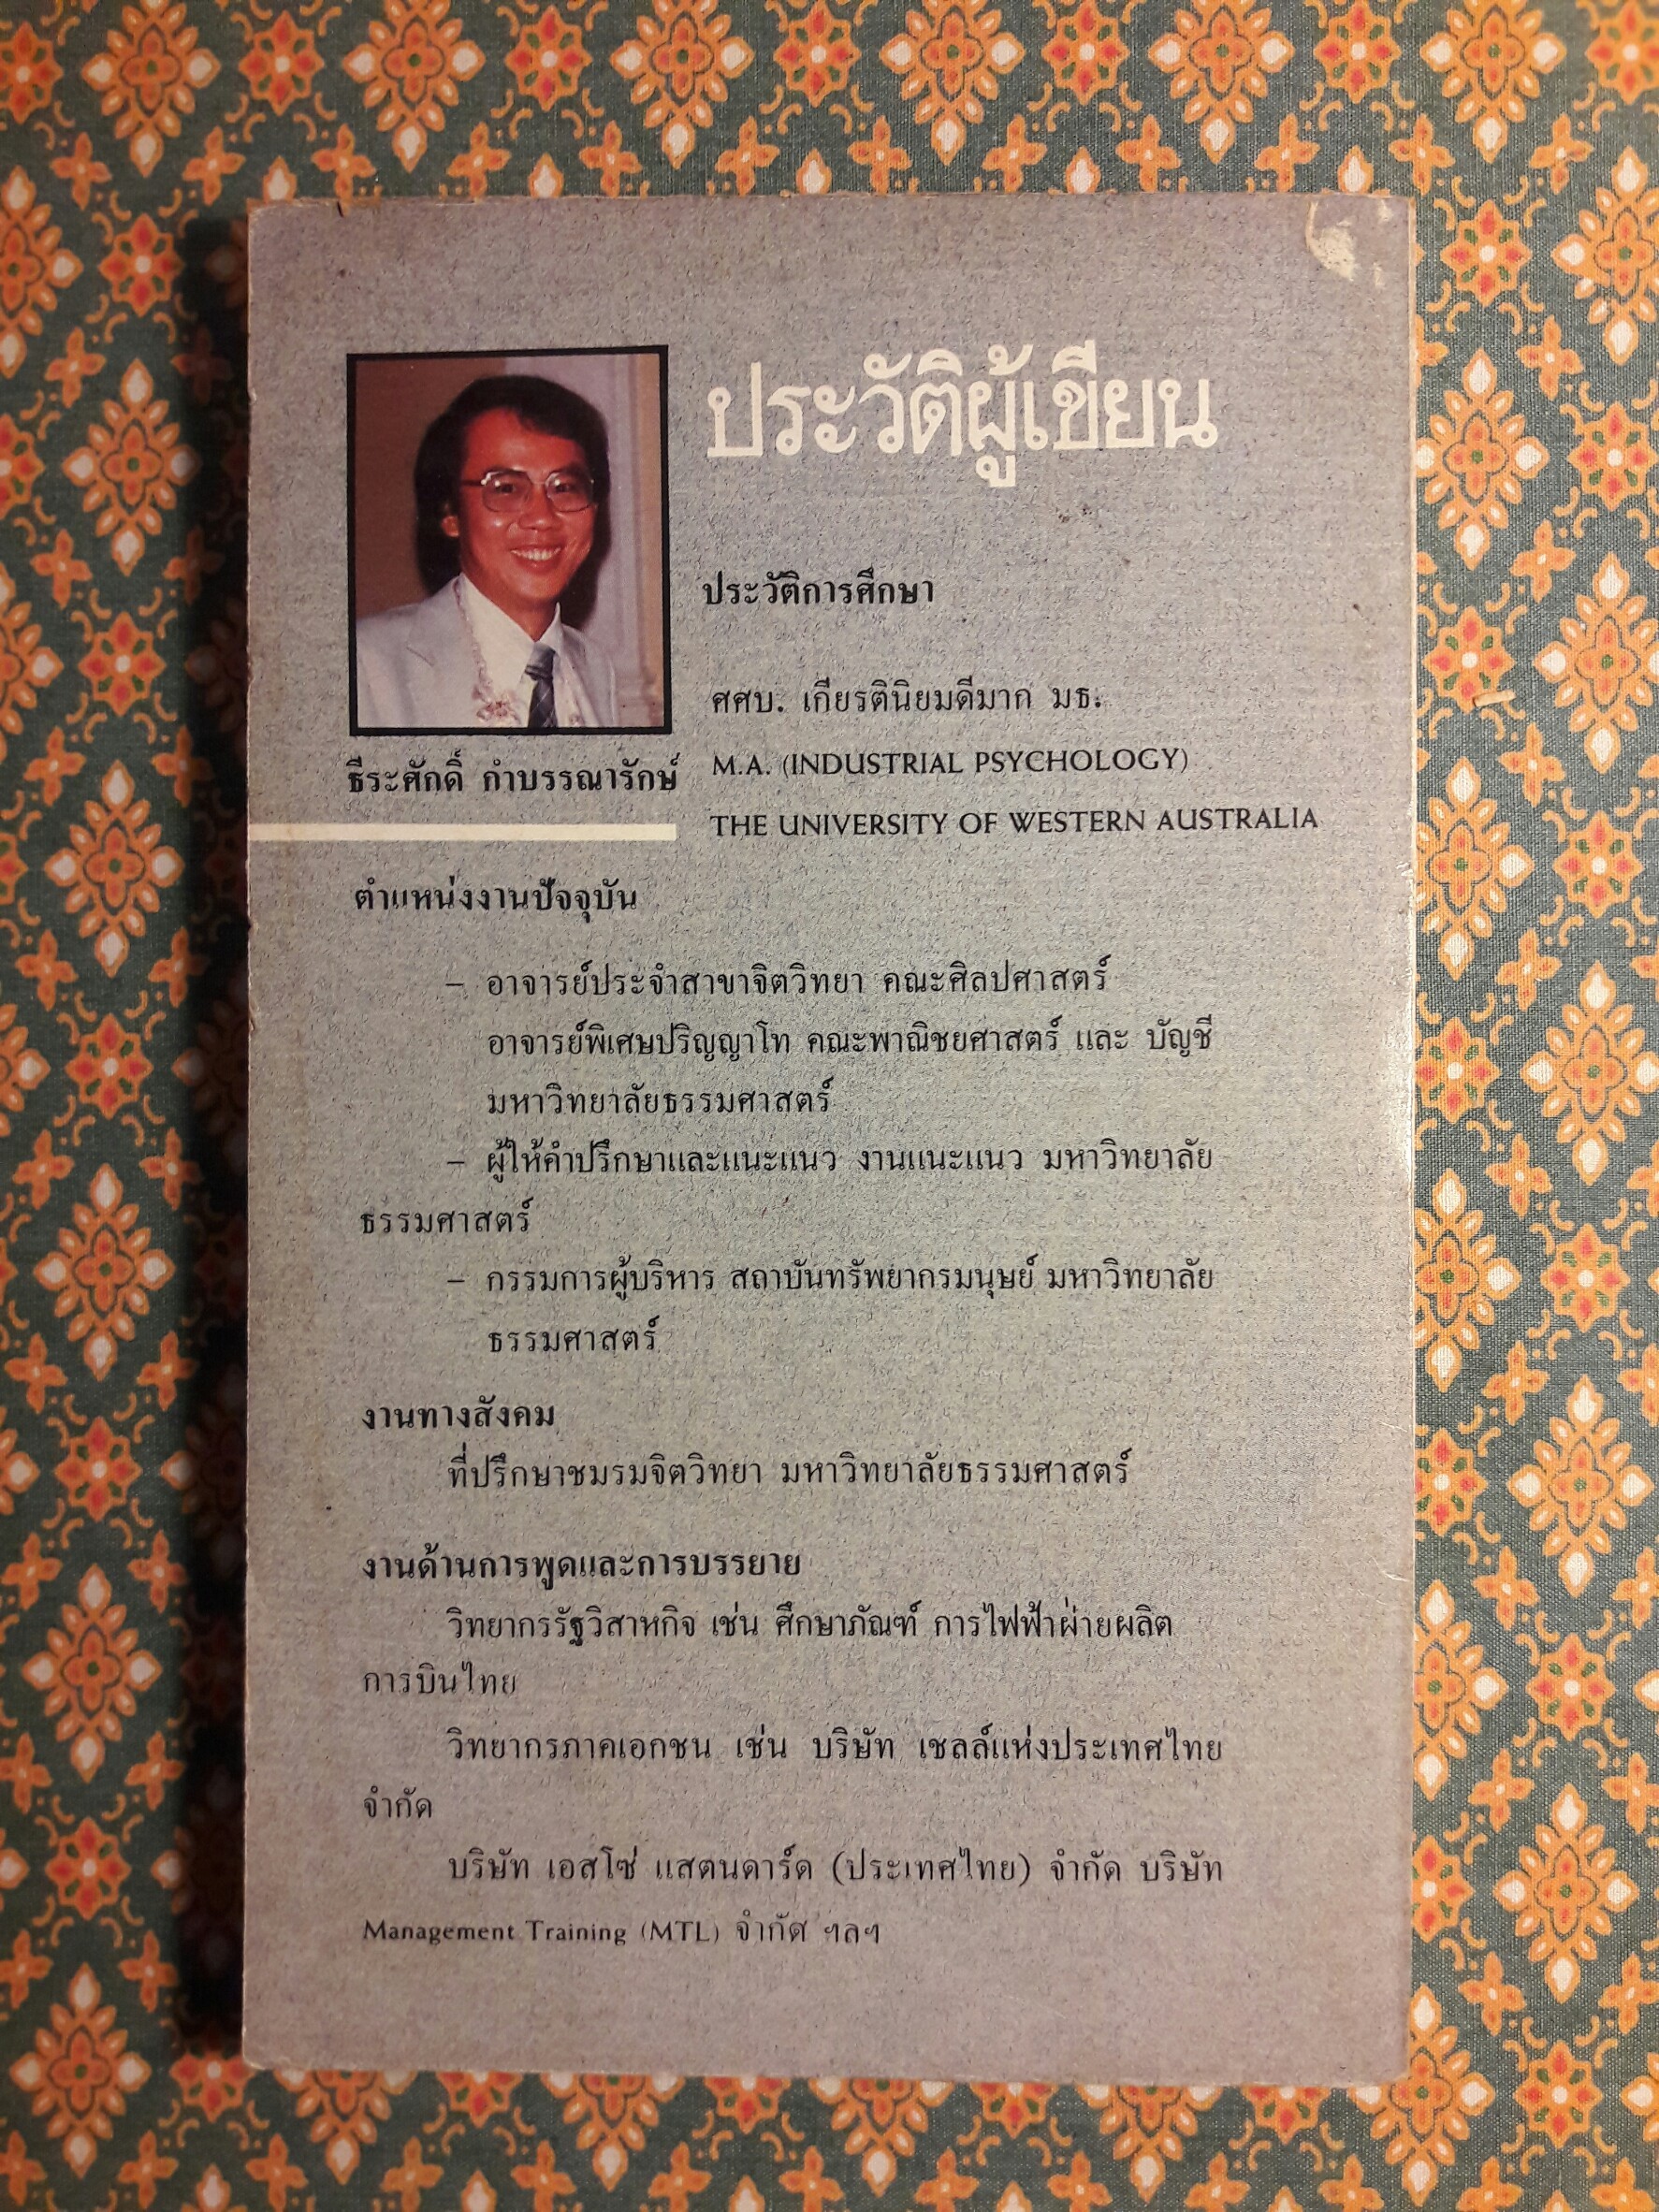 ประวัติผู้เขียน
ประวัติการศึกษา
ศศบ. เกียรตินิยมดีมาก มธ.
M.A. (INDUSTRIAL PSYCHOLOGY)
THE UNIVERSITY OF WESTERN AUSTRALIA
ธีระศักดิ์ กำบรรณารักษ์
ตำแหน่งงานปัจจุบัน
– อาจารย์ประจำสาขาจิตวิทยา คณะศิลปศาสตร์
อาจารย์พิเศษปริญญาโท คณะพาณิชยศาสตร์ และ บัญชี
มหาวิทยาลัยธรรมศาสตร์
– ผู้ให้คำปรึกษาและแนะแนว งานแนะแนว มหาวิทยาลัย
ธรรมศาสตร์
– กรรมการผู้บริหาร สถาบันทรัพยากรมนุษย์ มหาวิทยาลัย
ธรรมศาสตร์
งานทางสังคม
ที่ปรึกษาชมรมจิตวิทยา มหาวิทยาลัยธรรมศาสตร์
งานด้านการพูดและการบรรยาย
วิทยากรรัฐวิสาหกิจ เช่น ศึกษาภัณฑ์ การไฟฟ้าฝ่ายผลิต
การบินไทย
วิทยากรภาคเอกชน เช่น บริษัท เชลล์แห่งประเทศไทย
จำกัด
บริษัท เอสโซ่ แสตนดาร์ด (ประเทศไทย) จำกัด บริษัท
Management Training (MTL) จำกัด ฯลฯ